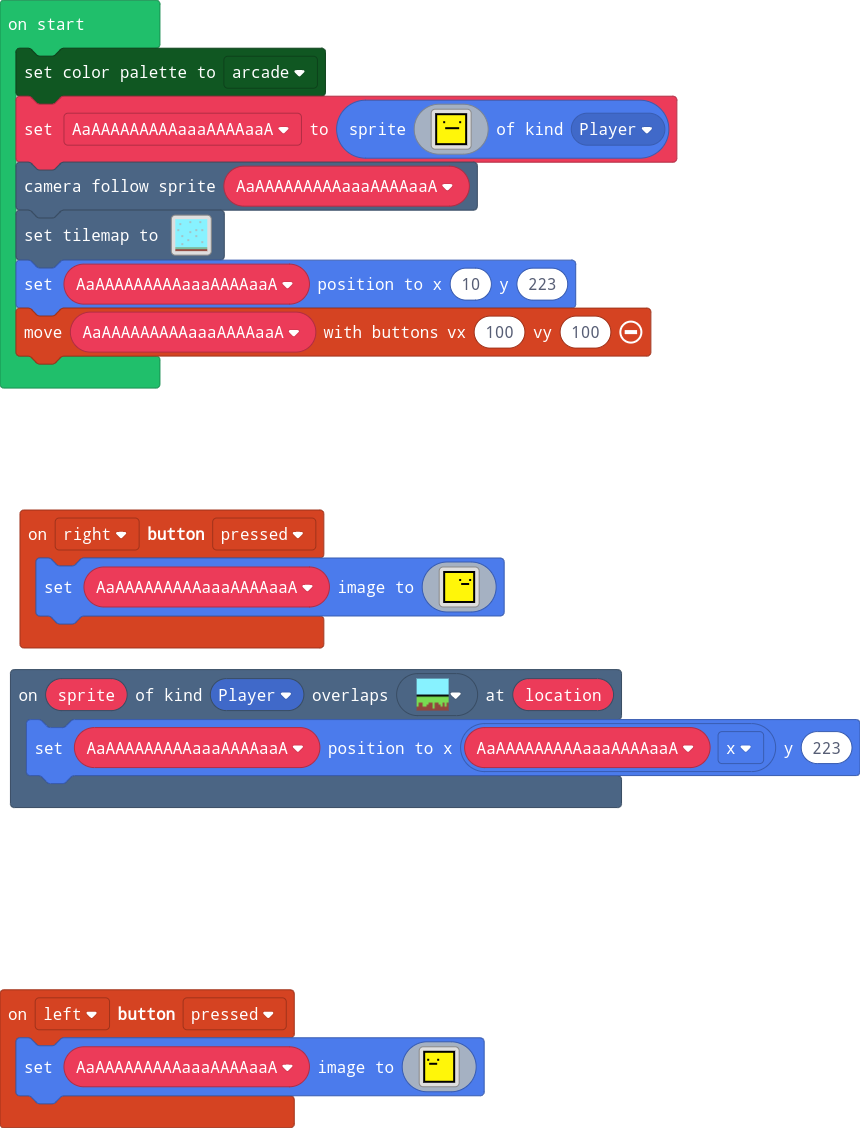 on start
set color palette to arcade
set AaAAAAAAAAAaaaAAAAaaA to sprite of kind Player
camera follow sprite AaAAAAAAAAAaaaAAAAaaA
set tilemap to
set AaAAAAAAAAAaaaAAAAaaA position to x 10 y 223
move AaAAAAAAAAAaaaAAAAaaA with buttons vx 100 vy 100
on right button pressed
set AaAAAAAAAAAaaaAAAAaaA image to
on sprite of kind Player overlaps at location
set AaAAAAAAAAAaaaAAAAaaA position to x AaAAAAAAAAAaaaAAAAaaA x y 223
on left button pressed
set AaAAAAAAAAAaaaAAAAaaA image to